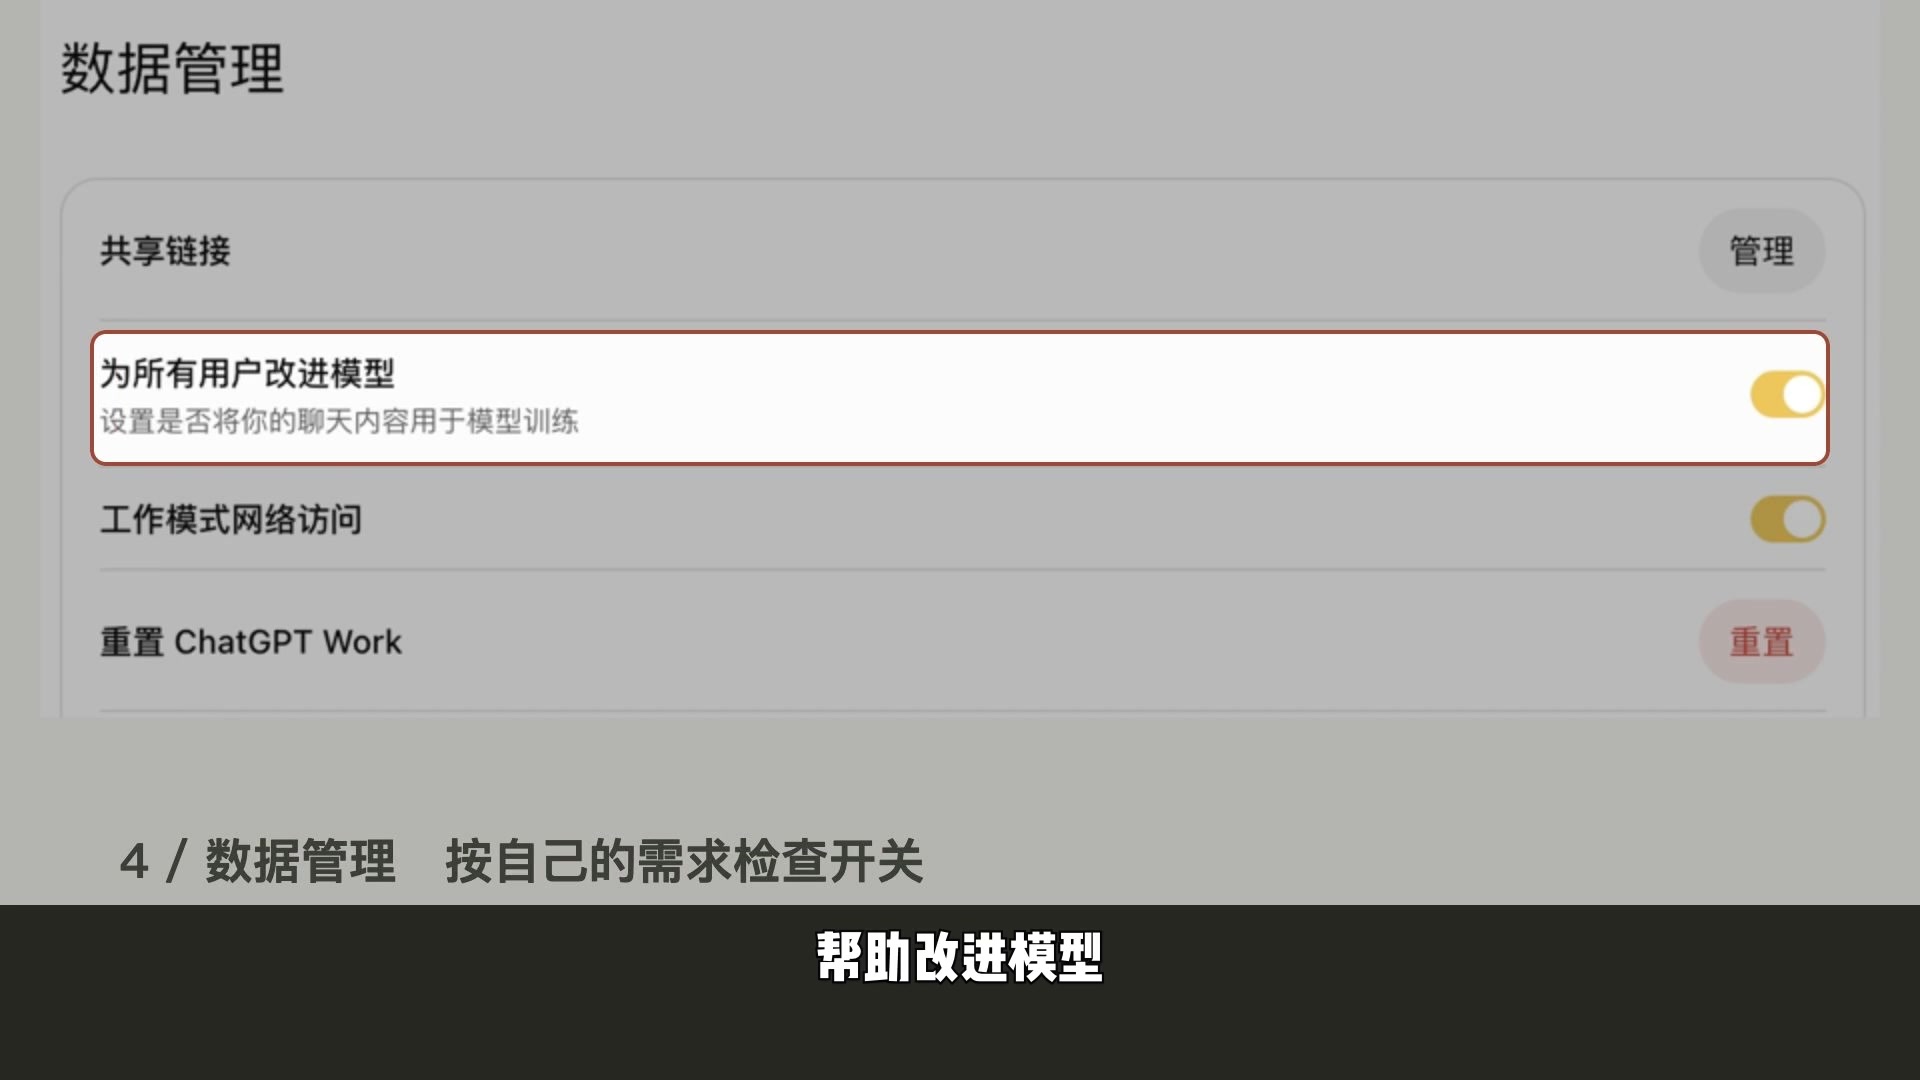 数据管理
共享链接
管理
为所有用户改进模型
设置是否将你的聊天内容用于模型训练
工作模式网络访问
重置 ChatGPT Work
重置
4 / 数据管理　按自己的需求检查开关
帮助改进模型